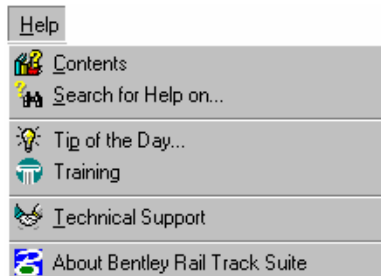 Help
Contents
Search for Help on...
Tip of the Day...
Training
Technical Support
About Bentley Rail Track Suite